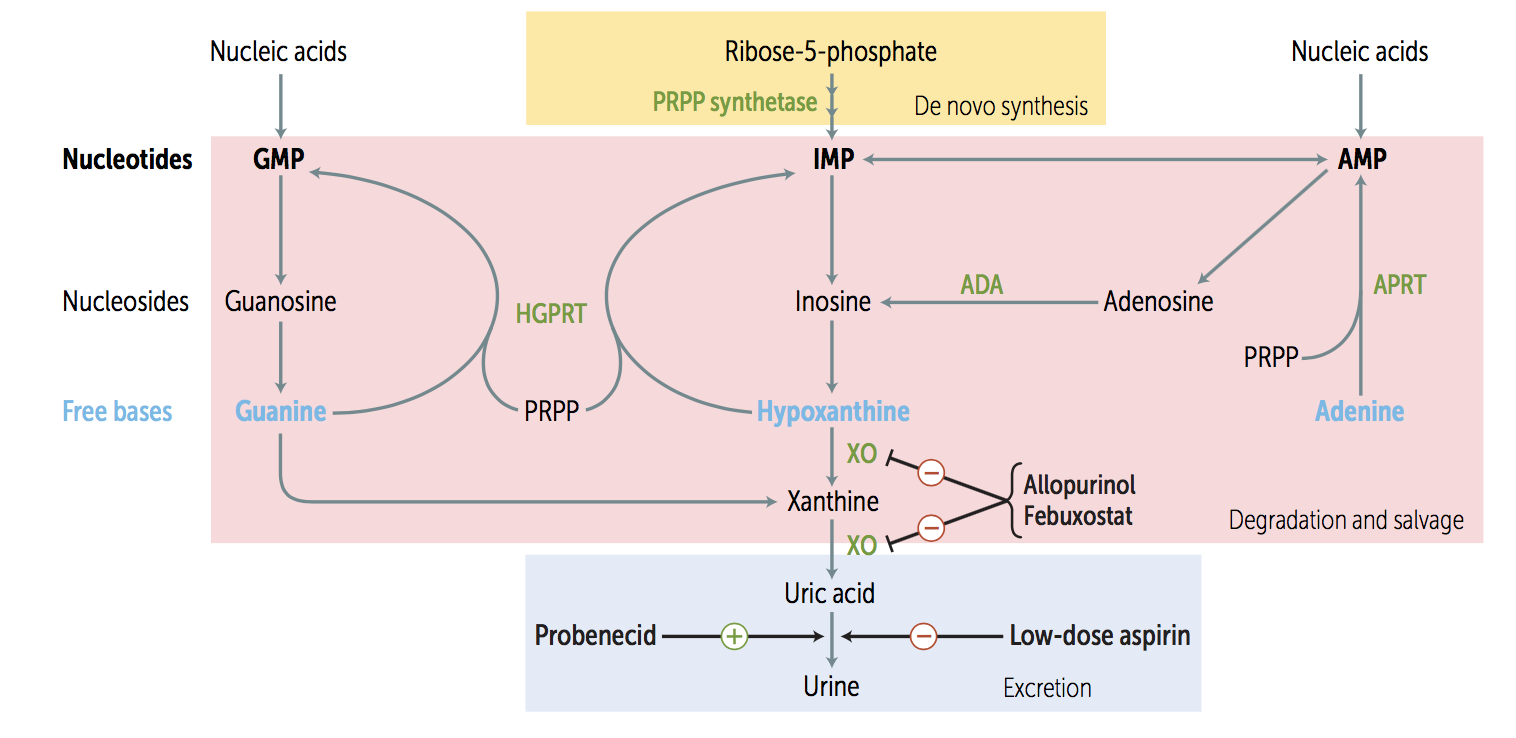 Nucleic acids
Ribose-5-phosphate
Nucleic acids
PRPP synthetase
De novo synthesis
Nucleotides
GMP
IMP
AMP
ADA
APRT
Nucleosides
Guanosine
HGPRT
Inosine
Adenosine
PRPP
Free bases
Guanine
PRPP
Hypoxanthine
Adenine
XO
−
Allopurinol
Febuxostat
Xanthine
−
Degradation and salvage
XO
Uric acid
Probenecid
+
−
Low-dose aspirin
Urine
Excretion